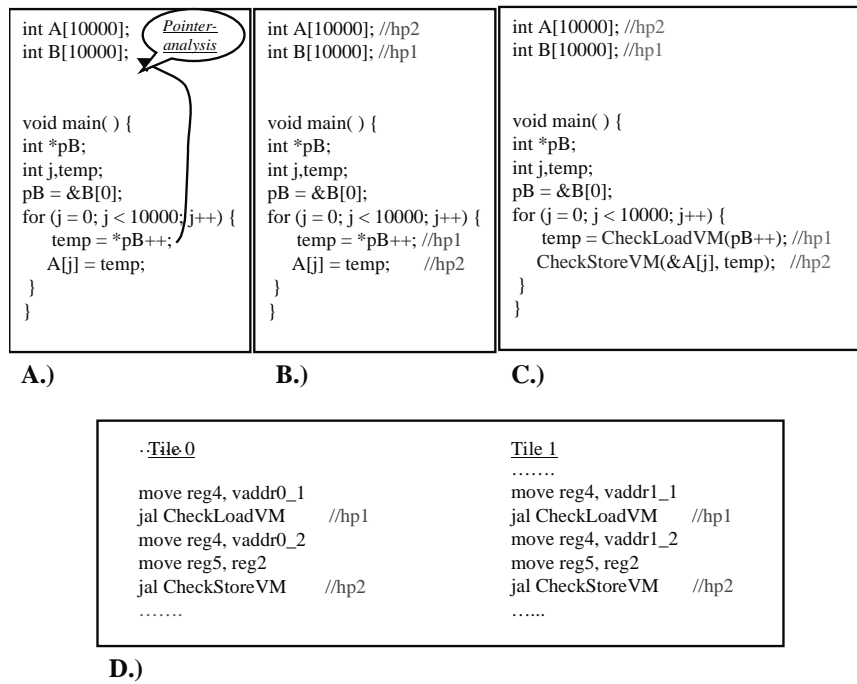 int A[10000];
int B[10000];
Pointer-
analysis
void main( ) {
int *pB;
int j,temp;
pB = &B[0];
for (j = 0; j < 10000; j++) {
temp = *pB++;
A[j] = temp;
}
}
A.)
int A[10000]; //hp2
int B[10000]; //hp1
void main( ) {
int *pB;
int j,temp;
pB = &B[0];
for (j = 0; j < 10000; j++) {
temp = *pB++; //hp1
A[j] = temp; //hp2
}
}
B.)
int A[10000]; //hp2
int B[10000]; //hp1
void main( ) {
int *pB;
int j,temp;
pB = &B[0];
for (j = 0; j < 10000; j++) {
temp = CheckLoadVM(pB++); //hp1
CheckStoreVM(&A[j], temp); //hp2
}
}
C.)
Tile 0
…….
move reg4, vaddr0_1
jal CheckLoadVM //hp1
move reg4, vaddr0_2
move reg5, reg2
jal CheckStoreVM //hp2
…….
Tile 1
…….
move reg4, vaddr1_1
jal CheckLoadVM //hp1
move reg4, vaddr1_2
move reg5, reg2
jal CheckStoreVM //hp2
…...
D.)